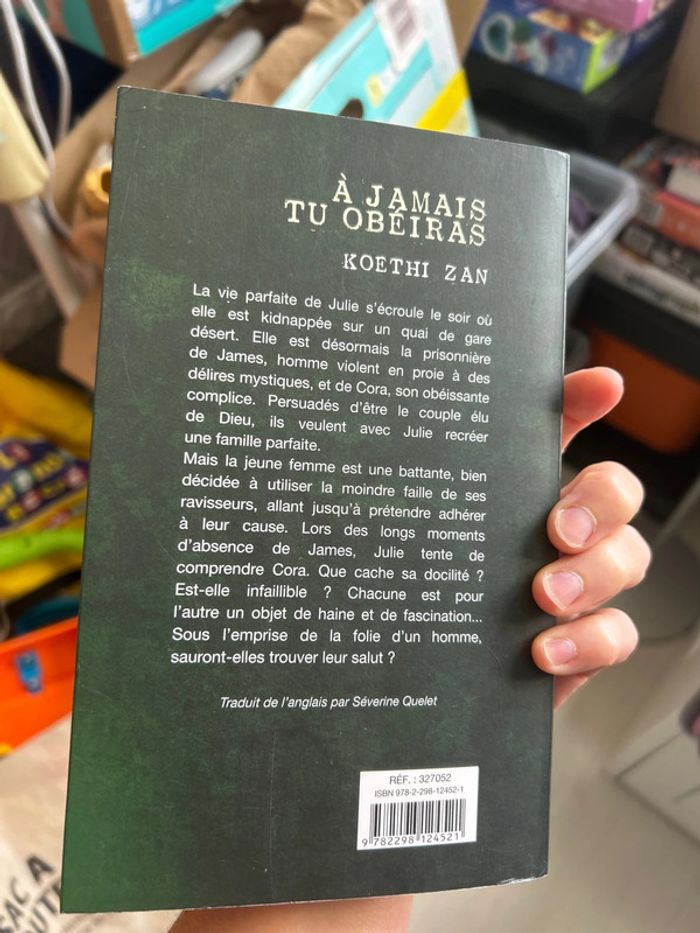 À JAMAIS
TU OBÉIRAS
KOETHI ZAN
La vie parfaite de Julie s'écroule le soir où
elle est kidnappée sur un quai de gare
désert. Elle est désormais la prisonnière
de James, homme violent en proie à des
délires mystiques, et de Cora, son obéissante
complice. Persuadés d'être le couple élu
de Dieu, ils veulent avec Julie recréer
une famille parfaite.
Mais la jeune femme est une battante, bien
décidée à utiliser la moindre faille de ses
ravisseurs, allant jusqu'à prétendre adhérer
à leur cause. Lors des longs moments
d'absence de James, Julie tente de
comprendre Cora. Que cache sa docilité ?
Est-elle infaillible ? Chacune est pour
l'autre un objet de haine et de fascination...
Sous l'emprise de la folie d'un homme,
sauront-elles trouver leur salut ?
Traduit de l'anglais par Séverine Quelet
RÉF. : 327052
ISBN 978-2-298-12452-1
9 782298 124521
SAC A